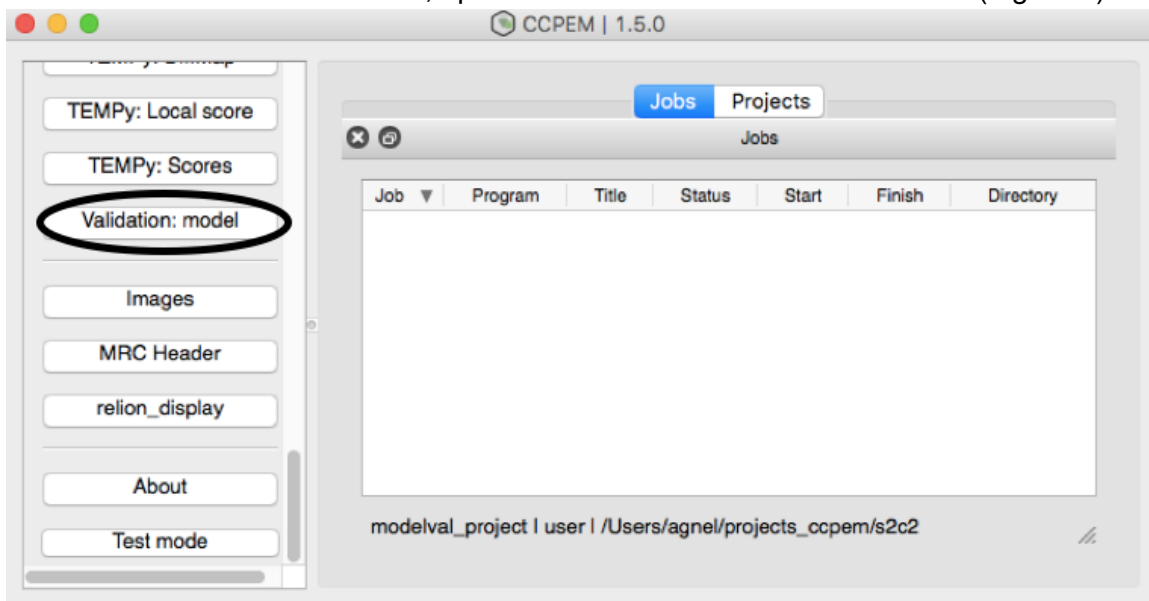 CCPEM | 1.5.0
TEMPy: Local score
TEMPy: Scores
Validation: model
Images
MRC Header
relion_display
About
Test mode
Jobs Projects
Jobs
Job Program Title Status Start Finish Directory
modelval_project | user | /Users/agnel/projects_ccpem/s2c2